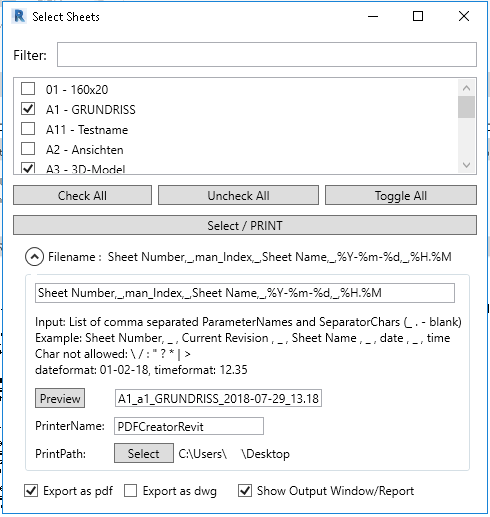 Select Sheets
Filter:
01 - 160x20
A1 - GRUNDRISS
A11 - Testname
A2 - Ansichten
A3 - 3D-Model
Check All Uncheck All Toggle All
Select / PRINT
Filename : Sheet Number,_,man_Index,_,Sheet Name,_,%Y-%m-%d,_,%H.%M
Sheet Number,_,man_Index,_,Sheet Name,_,%Y-%m-%d,_,%H.%M
Input: List of comma separated ParameterNames and SeparatorChars (_ . - blank)
Example: Sheet Number, _ , Current Revision , _ , Sheet Name , _ , date , _ , time
Char not allowed: \ / : " ? * | >
dateformat: 01-02-18, timeformat: 12.35
Preview A1_a1_GRUNDRISS_2018-07-29_13.18
PrinterName: PDFCreatorRevit
PrintPath: Select C:\Users\ \Desktop
Export as pdf Export as dwg Show Output Window/Report